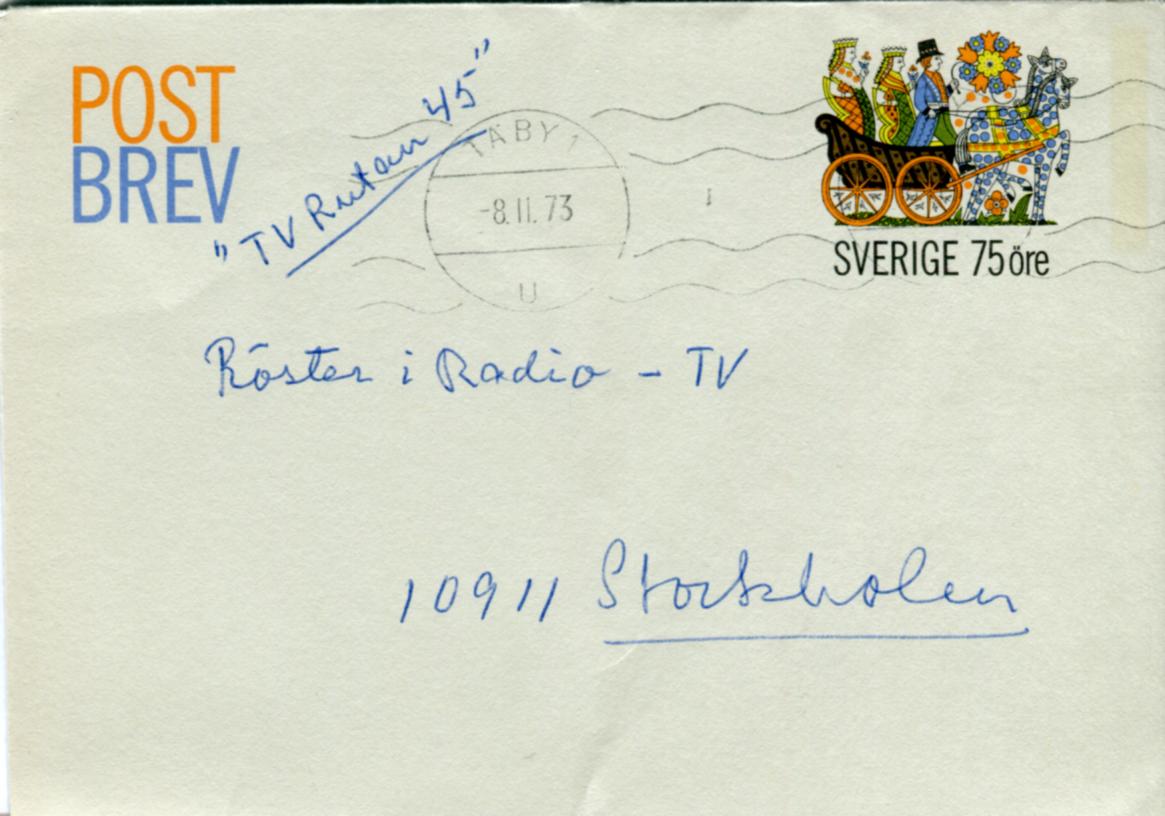 POST
BREV
"TV Rutan 45"
TÄBY 1
-8.11.73
U
SVERIGE 75 öre
Röster i Radio - TV
10911 Stockholm